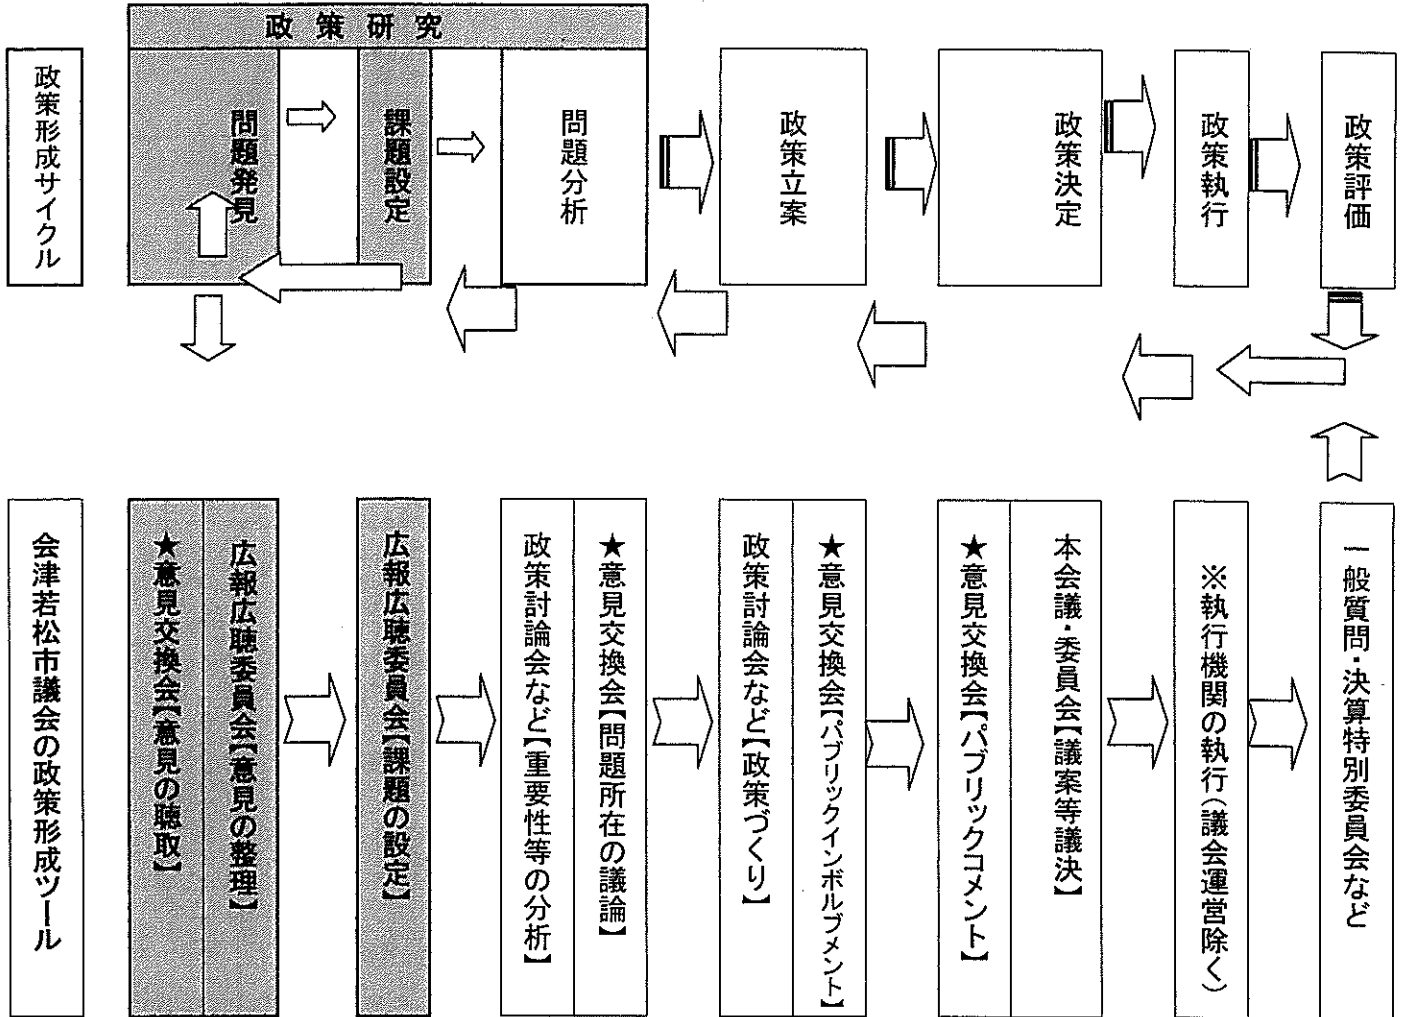 政策研究
政策形成サイクル
問題発見
課題設定
問題分析
政策立案
政策決定
政策執行
政策評価
会津若松市議会の政策形成ツール
★意見交換会【意見の聴取】
広報広聴委員会【意見の整理】
広報広聴委員会【課題の設定】
政策討論会など【重要性等の分析】
★意見交換会【問題所在の議論】
政策討論会など【政策づくり】
★意見交換会【パブリックインボルブメント】
★意見交換会【パブリックコメント】
本会議・委員会【議案等議決】
※執行機関の執行(議会運営除く)
一般質問・決算特別委員会など